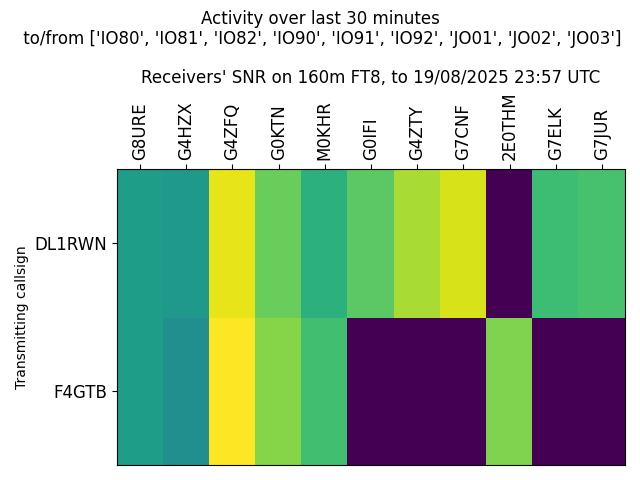 Activity over last 30 minutes
to/from ['IO80', 'IO81', 'IO82', 'IO90', 'IO91', 'IO92', 'JO01', 'JO02', 'JO03']
Receivers' SNR on 160m FT8, to 19/08/2025 23:57 UTC
G8URE
G4HZX
G4ZFQ
G0KTN
M0KHR
G0IFI
G4ZTY
G7CNF
2E0THM
G7ELK
G7JUR
Transmitting callsign
DL1RWN
F4GTB